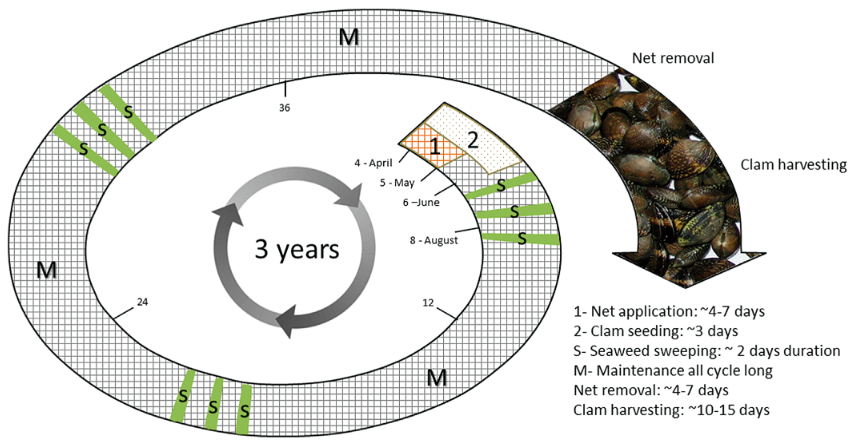 M
Net removal
S
S
S
36
1
2
Clam harvesting
4 - April
5 - May
6 –June
S
S
S
8 - August
3 years
M
24
12
M
S
S
S
1- Net application: ~4-7 days
2- Clam seeding: ~3 days
S- Seaweed sweeping: ~ 2 days duration
M- Maintenance all cycle long
Net removal: ~4-7 days
Clam harvesting: ~10-15 days